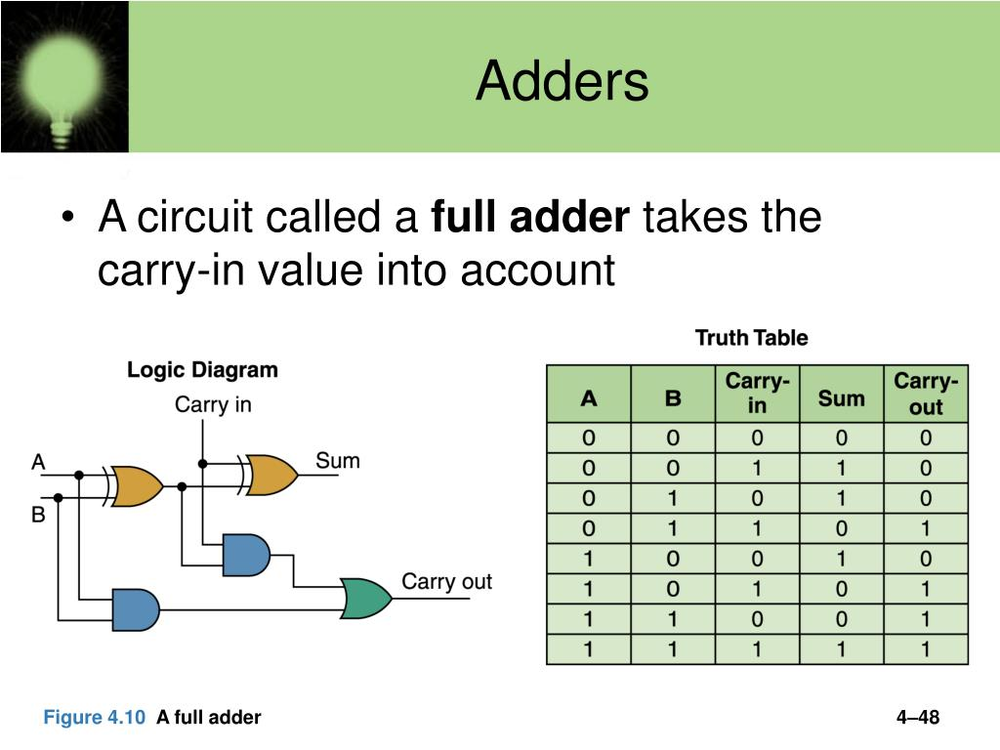 Adders
• A circuit called a full adder takes the
carry-in value into account
Logic Diagram
Carry in
A
B
Sum
Carry out
Truth Table
A B Carry-in Sum Carry-out
0 0 0 0 0
0 0 1 1 0
0 1 0 1 0
0 1 1 0 1
1 0 0 1 0
1 0 1 0 1
1 1 0 0 1
1 1 1 1 1
Figure 4.10 A full adder
4–48